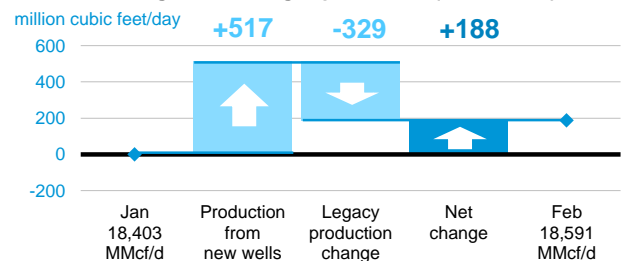 million cubic feet/day
+517 -329 +188
600
400
200
0
-200
Jan
18,403
MMcf/d
Production
from
new wells
Legacy
production
change
Net
change
Feb
18,591
MMcf/d